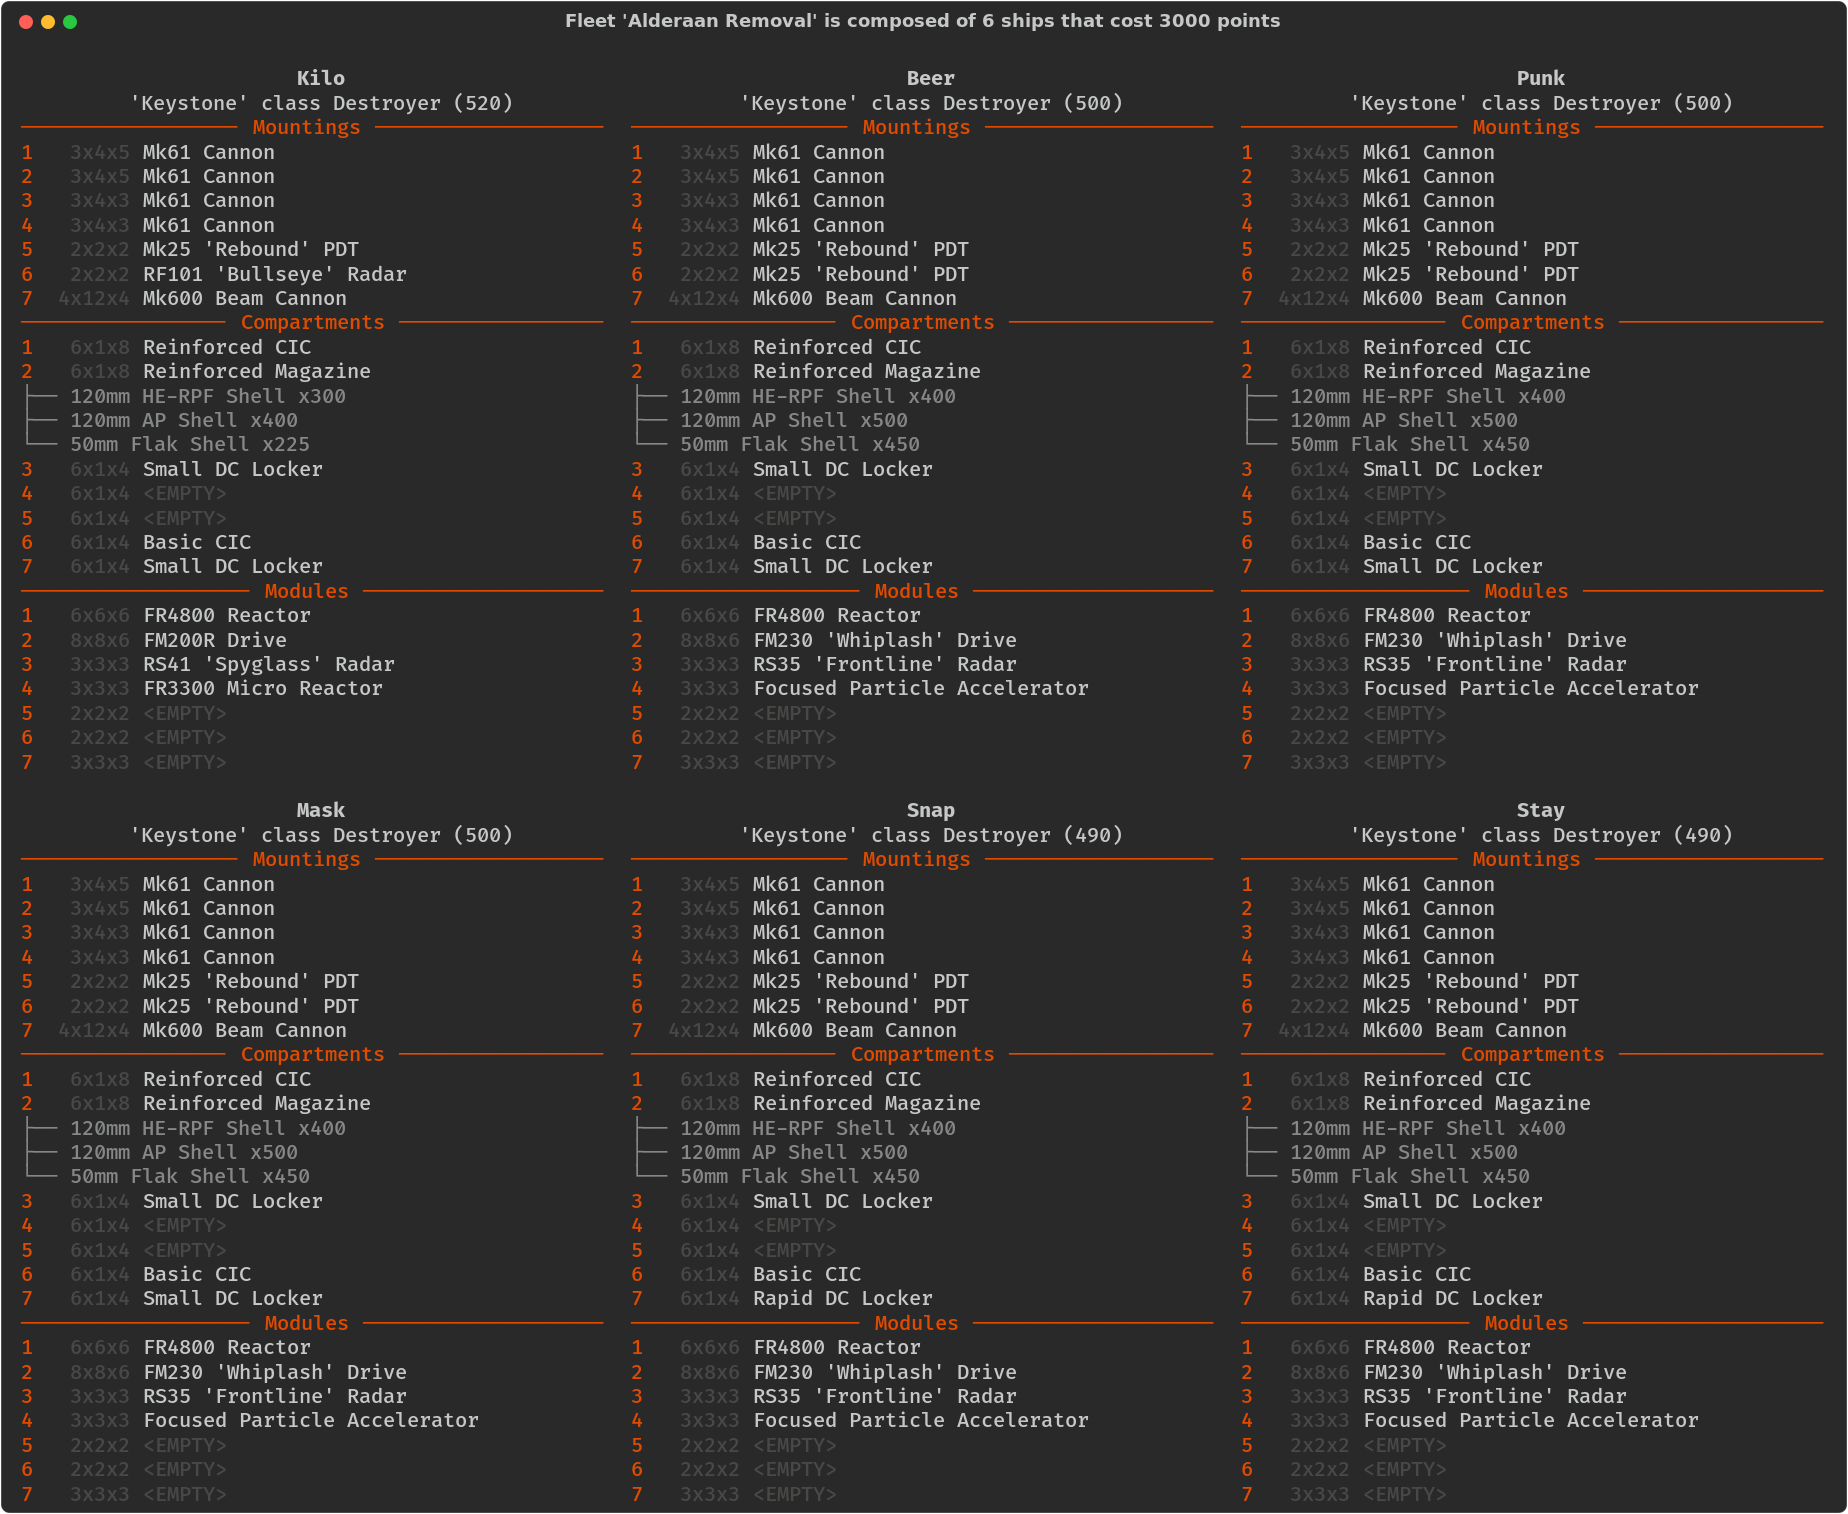 Fleet 'Alderaan Removal' is composed of 6 ships that cost 3000 points
Kilo
'Keystone' class Destroyer (520)
Mountings
1 3x4x5 Mk61 Cannon
2 3x4x5 Mk61 Cannon
3 3x4x3 Mk61 Cannon
4 3x4x3 Mk61 Cannon
5 2x2x2 Mk25 'Rebound' PDT
6 2x2x2 RF101 'Bullseye' Radar
7 4x12x4 Mk600 Beam Cannon
Compartments
1 6x1x8 Reinforced CIC
2 6x1x8 Reinforced Magazine
├── 120mm HE-RPF Shell x300
├── 120mm AP Shell x400
└── 50mm Flak Shell x225
3 6x1x4 Small DC Locker
4 6x1x4 <EMPTY>
5 6x1x4 <EMPTY>
6 6x1x4 Basic CIC
7 6x1x4 Small DC Locker
Modules
1 6x6x6 FR4800 Reactor
2 8x8x6 FM200R Drive
3 3x3x3 RS41 'Spyglass' Radar
4 3x3x3 FR3300 Micro Reactor
5 2x2x2 <EMPTY>
6 2x2x2 <EMPTY>
7 3x3x3 <EMPTY>
Beer
'Keystone' class Destroyer (500)
Mountings
1 3x4x5 Mk61 Cannon
2 3x4x5 Mk61 Cannon
3 3x4x3 Mk61 Cannon
4 3x4x3 Mk61 Cannon
5 2x2x2 Mk25 'Rebound' PDT
6 2x2x2 Mk25 'Rebound' PDT
7 4x12x4 Mk600 Beam Cannon
Compartments
1 6x1x8 Reinforced CIC
2 6x1x8 Reinforced Magazine
├── 120mm HE-RPF Shell x400
├── 120mm AP Shell x500
└── 50mm Flak Shell x450
3 6x1x4 Small DC Locker
4 6x1x4 <EMPTY>
5 6x1x4 <EMPTY>
6 6x1x4 Basic CIC
7 6x1x4 Small DC Locker
Modules
1 6x6x6 FR4800 Reactor
2 8x8x6 FM230 'Whiplash' Drive
3 3x3x3 RS35 'Frontline' Radar
4 3x3x3 Focused Particle Accelerator
5 2x2x2 <EMPTY>
6 2x2x2 <EMPTY>
7 3x3x3 <EMPTY>
Punk
'Keystone' class Destroyer (500)
Mountings
1 3x4x5 Mk61 Cannon
2 3x4x5 Mk61 Cannon
3 3x4x3 Mk61 Cannon
4 3x4x3 Mk61 Cannon
5 2x2x2 Mk25 'Rebound' PDT
6 2x2x2 Mk25 'Rebound' PDT
7 4x12x4 Mk600 Beam Cannon
Compartments
1 6x1x8 Reinforced CIC
2 6x1x8 Reinforced Magazine
├── 120mm HE-RPF Shell x400
├── 120mm AP Shell x500
└── 50mm Flak Shell x450
3 6x1x4 Small DC Locker
4 6x1x4 <EMPTY>
5 6x1x4 <EMPTY>
6 6x1x4 Basic CIC
7 6x1x4 Small DC Locker
Modules
1 6x6x6 FR4800 Reactor
2 8x8x6 FM230 'Whiplash' Drive
3 3x3x3 RS35 'Frontline' Radar
4 3x3x3 Focused Particle Accelerator
5 2x2x2 <EMPTY>
6 2x2x2 <EMPTY>
7 3x3x3 <EMPTY>
Mask
'Keystone' class Destroyer (500)
Mountings
1 3x4x5 Mk61 Cannon
2 3x4x5 Mk61 Cannon
3 3x4x3 Mk61 Cannon
4 3x4x3 Mk61 Cannon
5 2x2x2 Mk25 'Rebound' PDT
6 2x2x2 Mk25 'Rebound' PDT
7 4x12x4 Mk600 Beam Cannon
Compartments
1 6x1x8 Reinforced CIC
2 6x1x8 Reinforced Magazine
├── 120mm HE-RPF Shell x400
├── 120mm AP Shell x500
└── 50mm Flak Shell x450
3 6x1x4 Small DC Locker
4 6x1x4 <EMPTY>
5 6x1x4 <EMPTY>
6 6x1x4 Basic CIC
7 6x1x4 Small DC Locker
Modules
1 6x6x6 FR4800 Reactor
2 8x8x6 FM230 'Whiplash' Drive
3 3x3x3 RS35 'Frontline' Radar
4 3x3x3 Focused Particle Accelerator
5 2x2x2 <EMPTY>
6 2x2x2 <EMPTY>
7 3x3x3 <EMPTY>
Snap
'Keystone' class Destroyer (490)
Mountings
1 3x4x5 Mk61 Cannon
2 3x4x5 Mk61 Cannon
3 3x4x3 Mk61 Cannon
4 3x4x3 Mk61 Cannon
5 2x2x2 Mk25 'Rebound' PDT
6 2x2x2 Mk25 'Rebound' PDT
7 4x12x4 Mk600 Beam Cannon
Compartments
1 6x1x8 Reinforced CIC
2 6x1x8 Reinforced Magazine
├── 120mm HE-RPF Shell x400
├── 120mm AP Shell x500
└── 50mm Flak Shell x450
3 6x1x4 Small DC Locker
4 6x1x4 <EMPTY>
5 6x1x4 <EMPTY>
6 6x1x4 Basic CIC
7 6x1x4 Rapid DC Locker
Modules
1 6x6x6 FR4800 Reactor
2 8x8x6 FM230 'Whiplash' Drive
3 3x3x3 RS35 'Frontline' Radar
4 3x3x3 Focused Particle Accelerator
5 2x2x2 <EMPTY>
6 2x2x2 <EMPTY>
7 3x3x3 <EMPTY>
Stay
'Keystone' class Destroyer (490)
Mountings
1 3x4x5 Mk61 Cannon
2 3x4x5 Mk61 Cannon
3 3x4x3 Mk61 Cannon
4 3x4x3 Mk61 Cannon
5 2x2x2 Mk25 'Rebound' PDT
6 2x2x2 Mk25 'Rebound' PDT
7 4x12x4 Mk600 Beam Cannon
Compartments
1 6x1x8 Reinforced CIC
2 6x1x8 Reinforced Magazine
├── 120mm HE-RPF Shell x400
├── 120mm AP Shell x500
└── 50mm Flak Shell x450
3 6x1x4 Small DC Locker
4 6x1x4 <EMPTY>
5 6x1x4 <EMPTY>
6 6x1x4 Basic CIC
7 6x1x4 Rapid DC Locker
Modules
1 6x6x6 FR4800 Reactor
2 8x8x6 FM230 'Whiplash' Drive
3 3x3x3 RS35 'Frontline' Radar
4 3x3x3 Focused Particle Accelerator
5 2x2x2 <EMPTY>
6 2x2x2 <EMPTY>
7 3x3x3 <EMPTY>